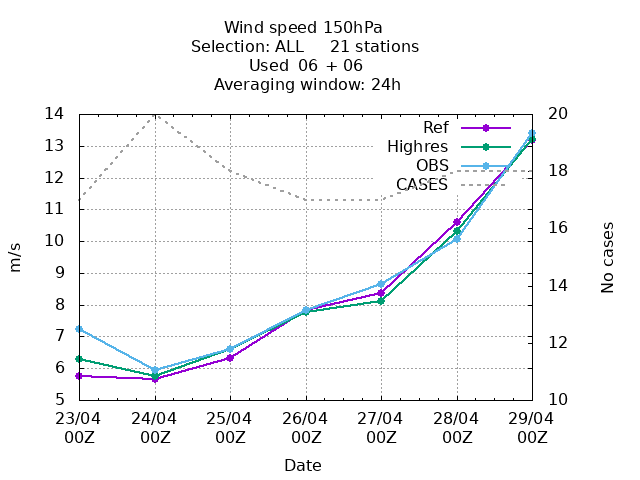 Wind speed 150hPa
Selection: ALL 21 stations
Used 06 + 06
Averaging window: 24h
14 20
13
12 18
11
10 16
9
8 14
7
6 12
5 10
Ref
Highres
OBS
CASES
m/s
No cases
23/04 24/04 25/04 26/04 27/04 28/04 29/04
00Z 00Z 00Z 00Z 00Z 00Z 00Z
Date